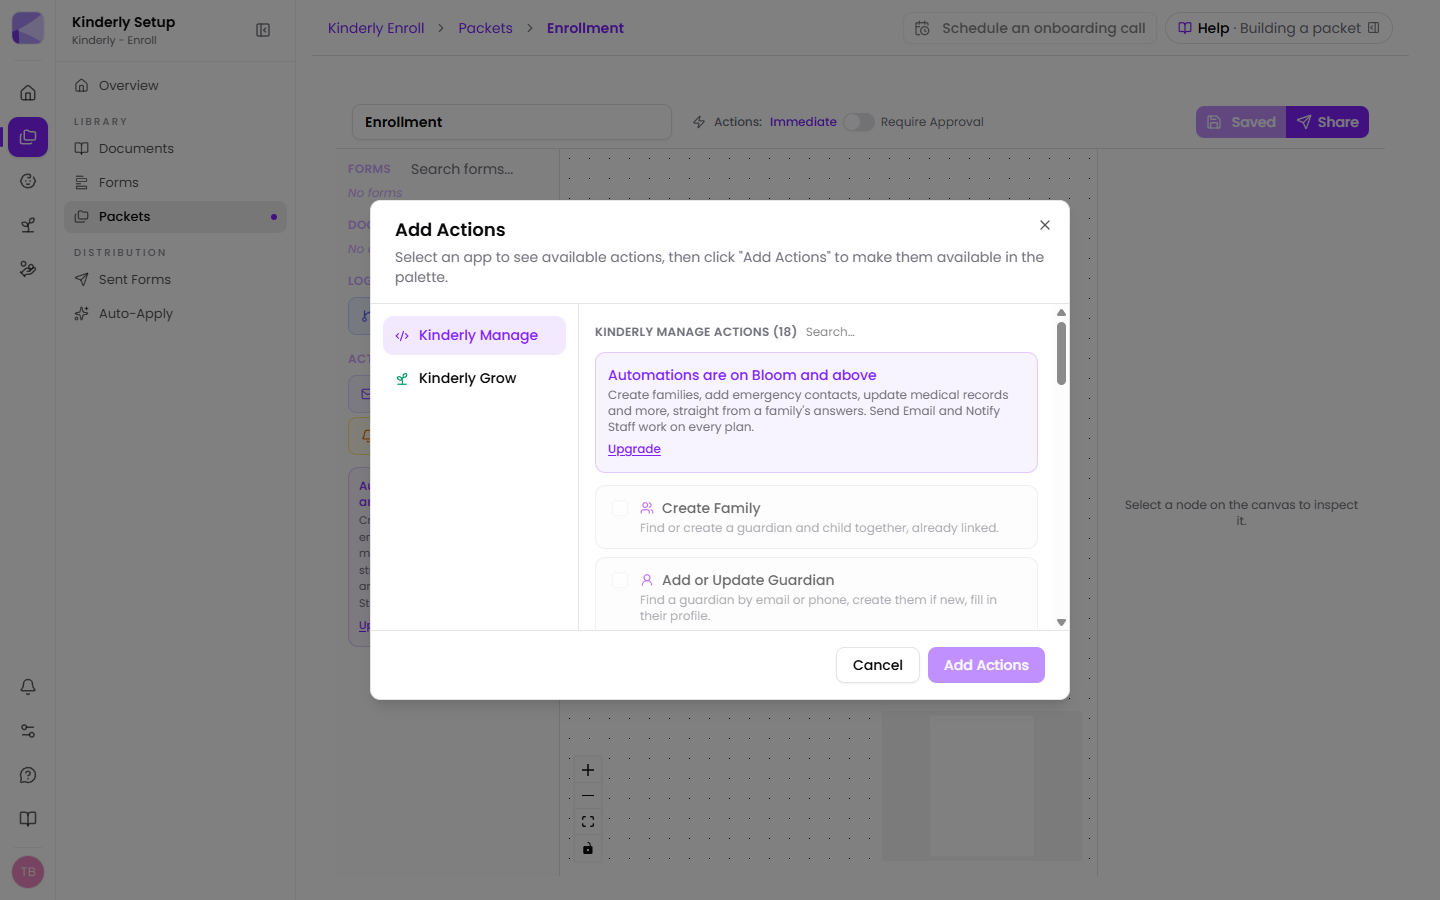 Kinderly Setup
Kinderly - Enroll
Overview
LIBRARY
Documents
Forms
Packets
DISTRIBUTION
Sent Forms
Auto-Apply
TB
Kinderly Enroll > Packets > Enrollment
Schedule an onboarding call
Help · Building a packet
Enrollment
Actions: Immediate
Require Approval
Saved
Share
FORMS
Search forms...
No forms
Add Actions
Select an app to see available actions, then click "Add Actions" to make them available in the
palette.
Kinderly Manage
Kinderly Grow
KINDERLY MANAGE ACTIONS (18)
Search...
Automations are on Bloom and above
Create families, add emergency contacts, update medical records
and more, straight from a family's answers. Send Email and Notify
Staff work on every plan.
Upgrade
Create Family
Find or create a guardian and child together, already linked.
Add or Update Guardian
Find a guardian by email or phone, create them if new, fill in
their profile.
Cancel
Add Actions
Select a node on the canvas to inspect
it.